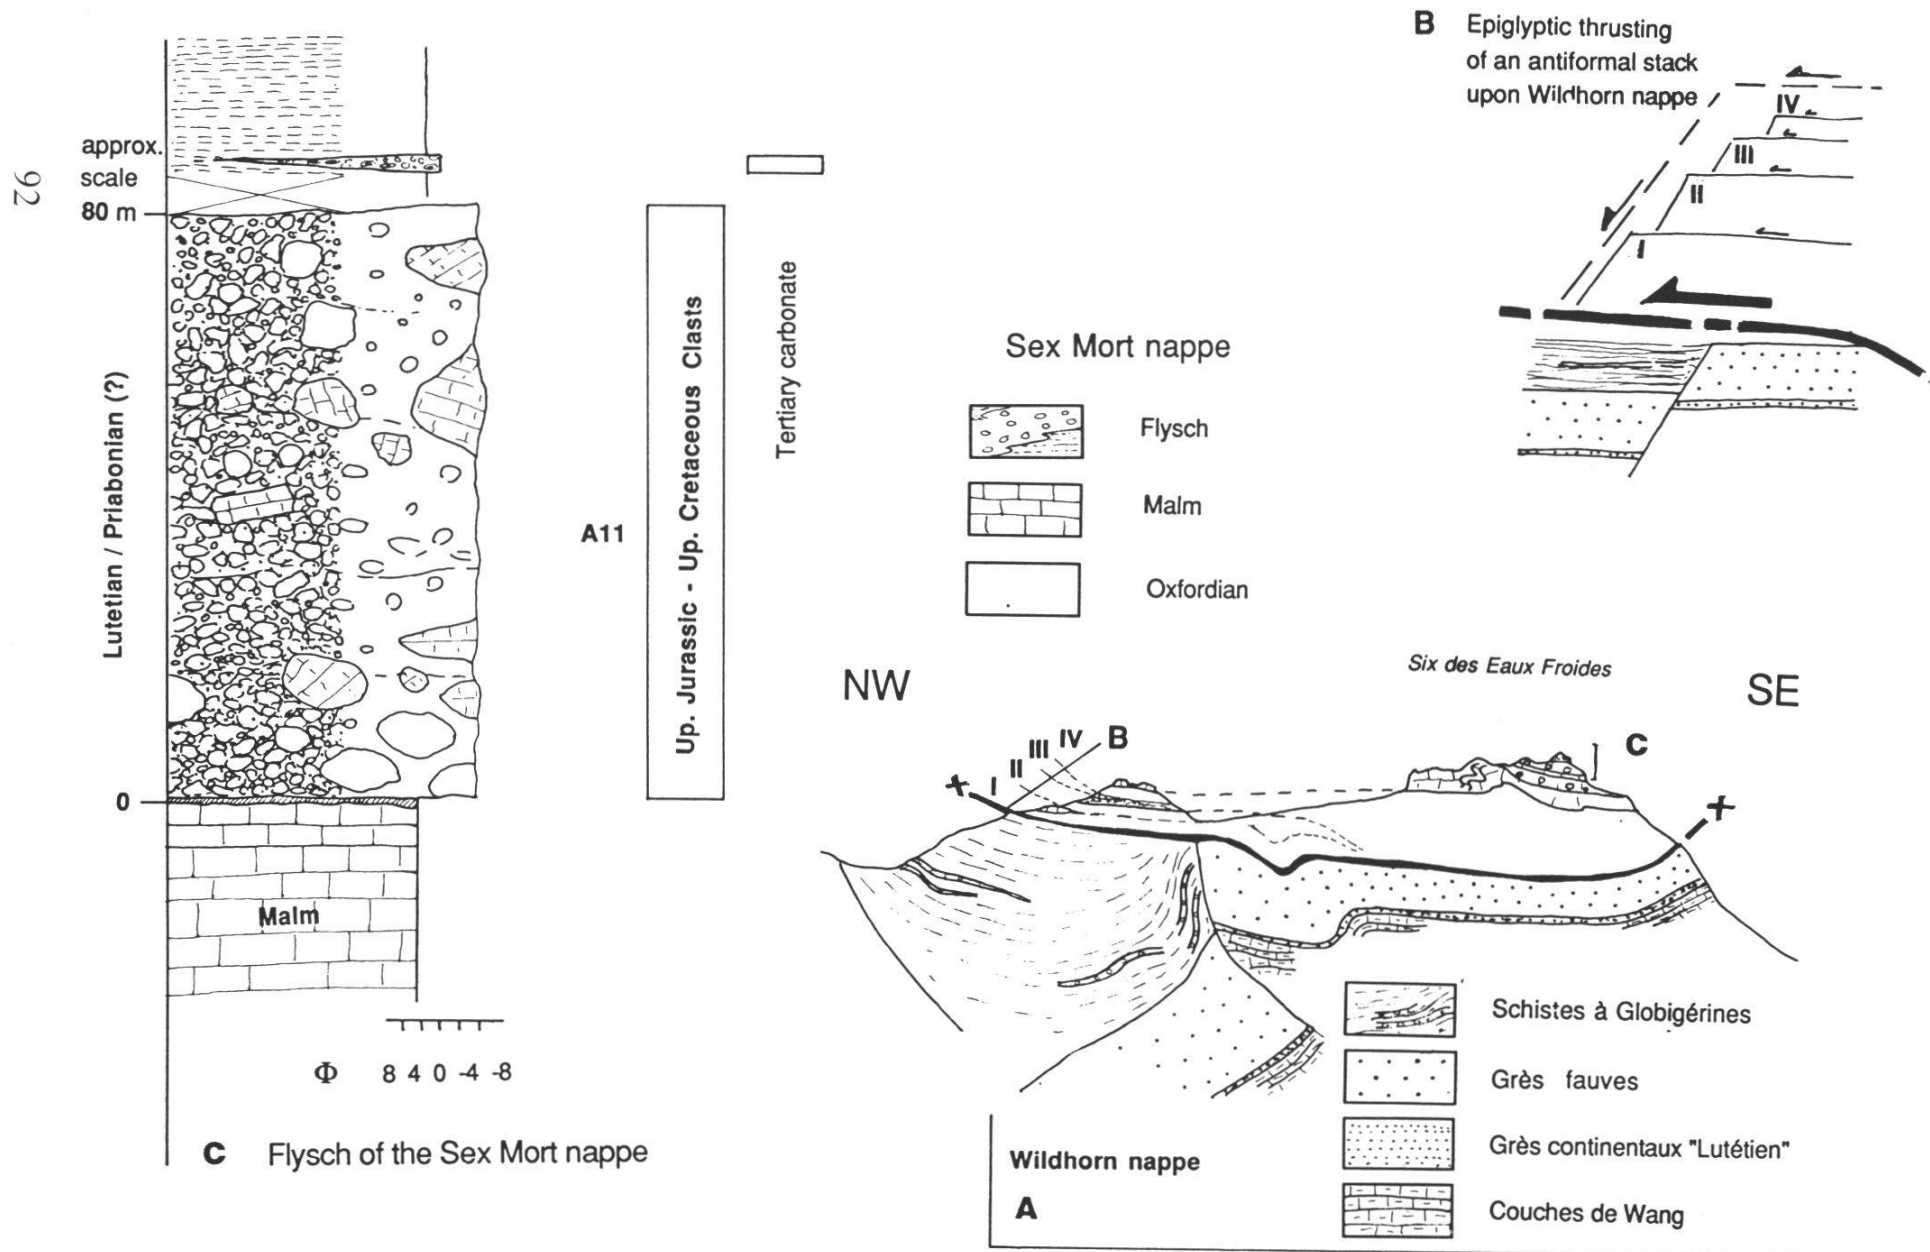 92
approx.
scale
80 m
0
Lutetian / Priabonian (?)
Malm
Φ 8 4 0 -4 -8
C Flysch of the Sex Mort nappe
A11
Up. Jurassic - Up. Cretaceous Clasts
Tertiary carbonate
B Epiglyptic thrusting
of an antiformal stack
upon Wildhorn nappe
IV
III
II
I
Sex Mort nappe
Flysch
Malm
Oxfordian
NW
Six des Eaux Froides
SE
I II III IV B
C
Schistes à Globigérines
Grès fauves
Grès continentaux "Lutétien"
Couches de Wang
Wildhorn nappe
A